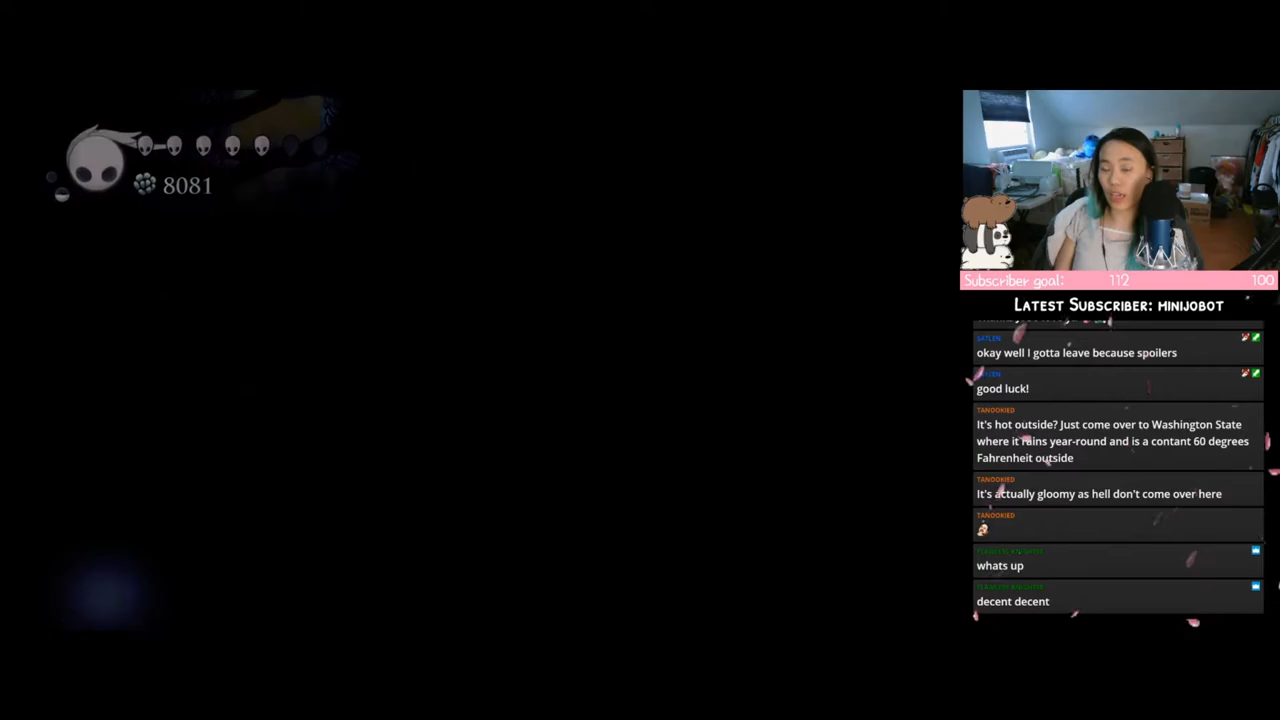 8081
Subscriber goal: 112 100
Latest Subscriber: minijobot
okay well I gotta leave because spoilers
good luck!
TANOOKIED
It's hot outside? Just come over to Washington State
where it rains year-round and is a contant 60 degrees
Fahrenheit outside
TANOOKIED
It's actually gloomy as hell don't come over here
TANOOKIED
whats up
decent decent